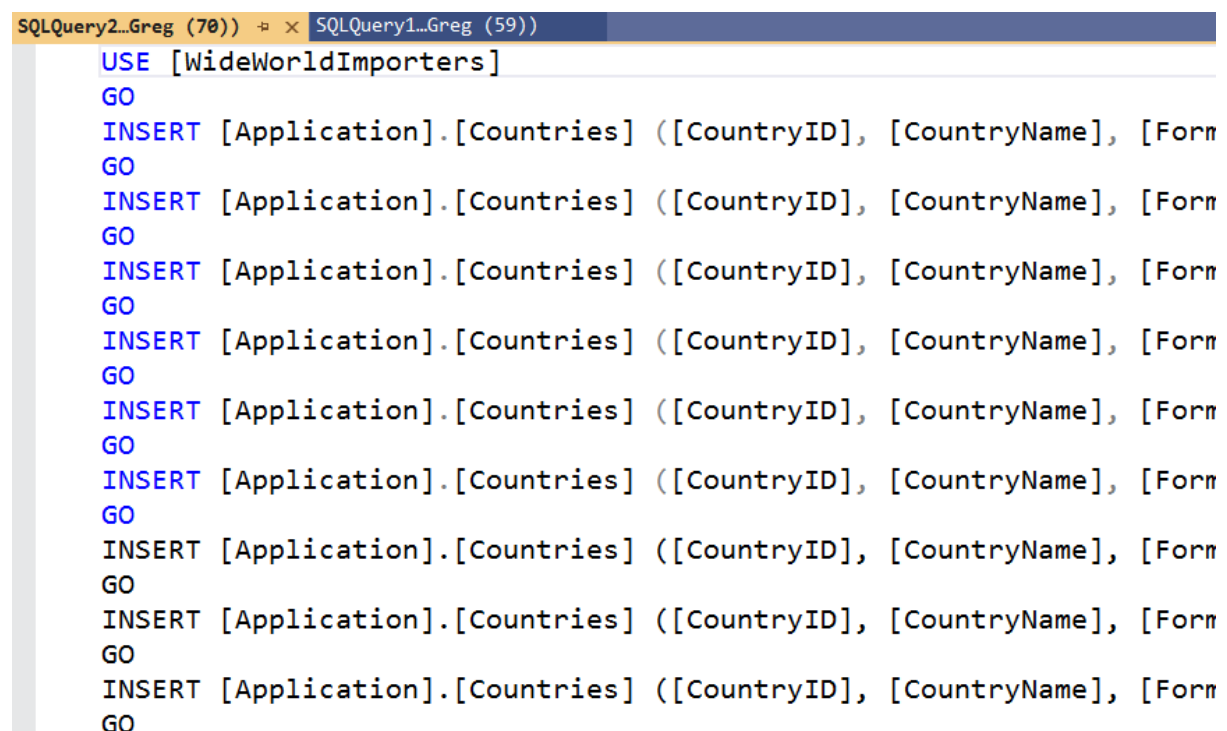 SQLQuery2...Greg (70)) SQLQuery1...Greg (59))
USE [WideWorldImporters]
GO
INSERT [Application].[Countries] ([CountryID], [CountryName], [Form
GO
INSERT [Application].[Countries] ([CountryID], [CountryName], [Form
GO
INSERT [Application].[Countries] ([CountryID], [CountryName], [Form
GO
INSERT [Application].[Countries] ([CountryID], [CountryName], [Form
GO
INSERT [Application].[Countries] ([CountryID], [CountryName], [Form
GO
INSERT [Application].[Countries] ([CountryID], [CountryName], [Form
GO
INSERT [Application].[Countries] ([CountryID], [CountryName], [Form
GO
INSERT [Application].[Countries] ([CountryID], [CountryName], [Form
GO
INSERT [Application].[Countries] ([CountryID], [CountryName], [Form
GO